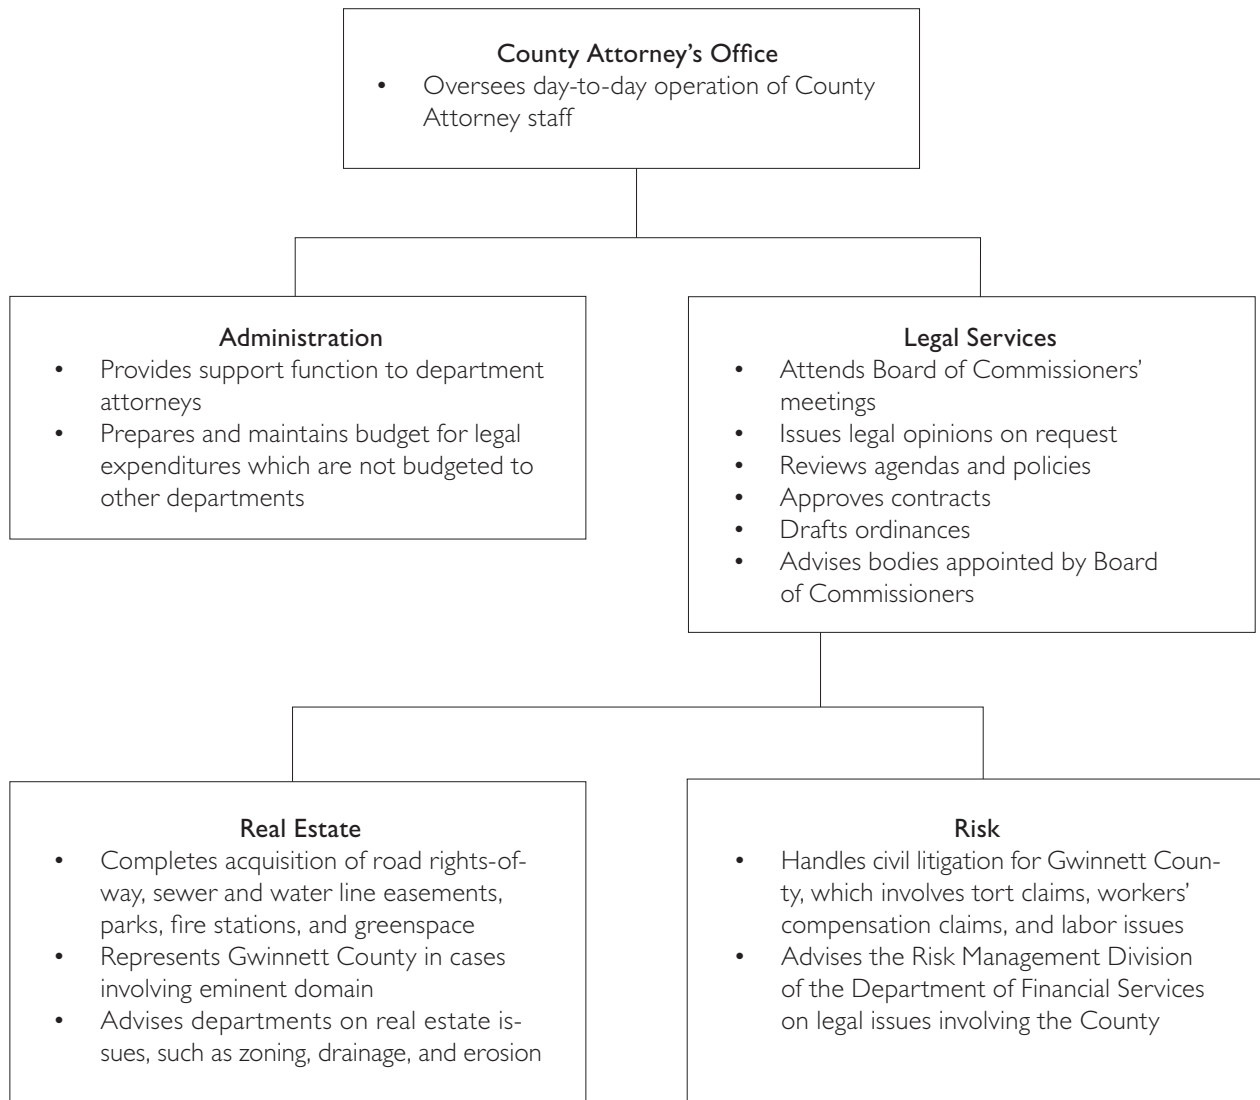 County Attorney’s Office
• Oversees day-to-day operation of County
Attorney staff
Administration
• Provides support function to department
attorneys
• Prepares and maintains budget for legal
expenditures which are not budgeted to
other departments
Legal Services
• Attends Board of Commissioners’
meetings
• Issues legal opinions on request
• Reviews agendas and policies
• Approves contracts
• Drafts ordinances
• Advises bodies appointed by Board
of Commissioners
Real Estate
• Completes acquisition of road rights-of-
way, sewer and water line easements,
parks, fire stations, and greenspace
• Represents Gwinnett County in cases
involving eminent domain
• Advises departments on real estate is-
sues, such as zoning, drainage, and erosion
Risk
• Handles civil litigation for Gwinnett Coun-
ty, which involves tort claims, workers’
compensation claims, and labor issues
• Advises the Risk Management Division
of the Department of Financial Services
on legal issues involving the County